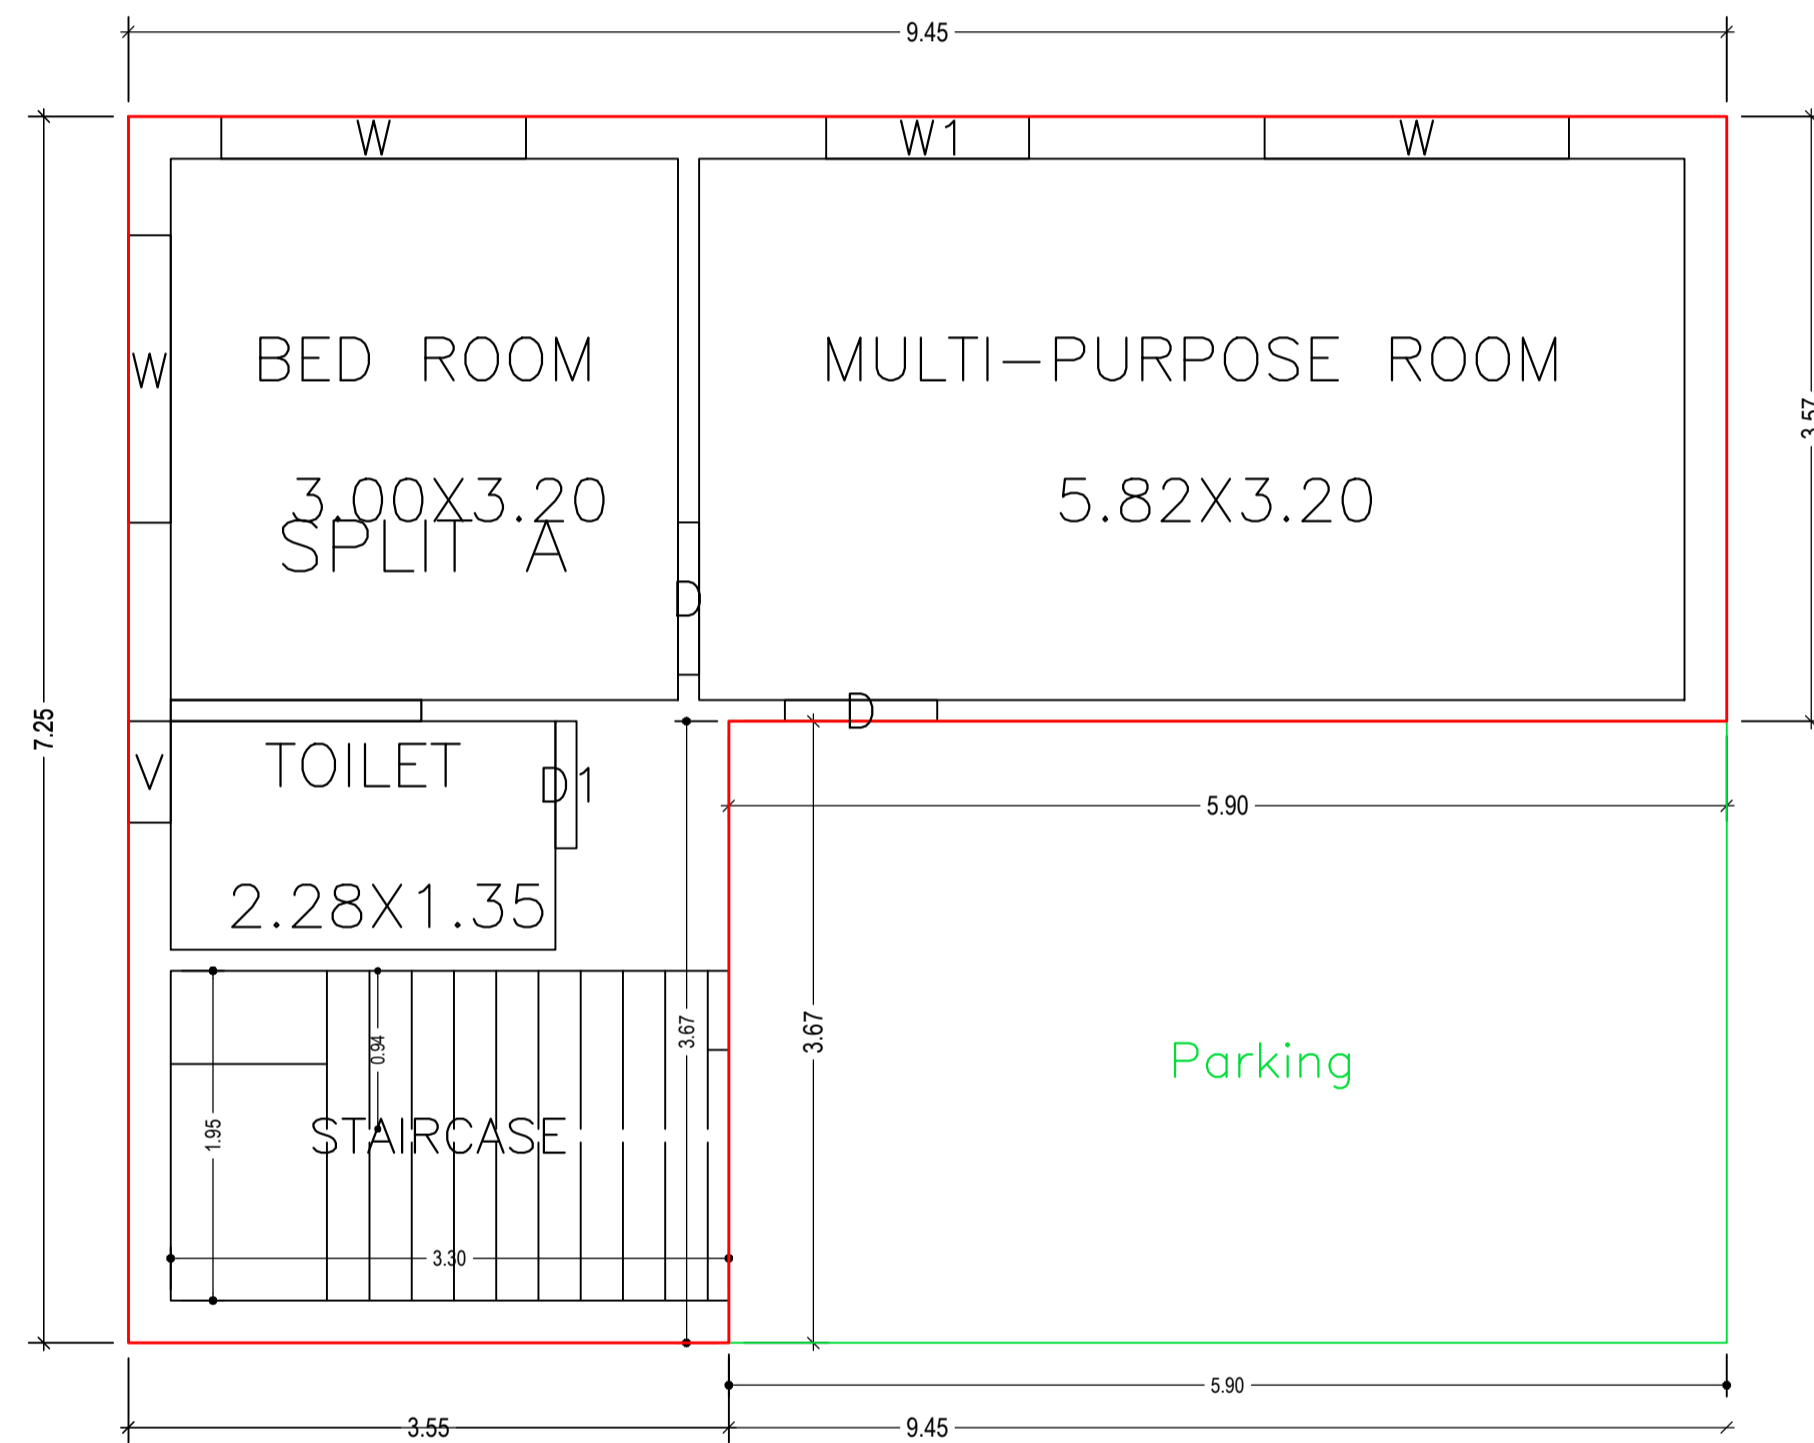 9.45
W
W1
W
W
BED ROOM
MULTI-PURPOSE ROOM
3.57
3.00X3.20
5.82X3.20
SPLIT A
D
D
7.25
V
TOILET
D1
5.90
2.28X1.35
0.94
3.67
3.67
Parking
1.95
STAIRCASE
3.30
5.90
3.55
9.45